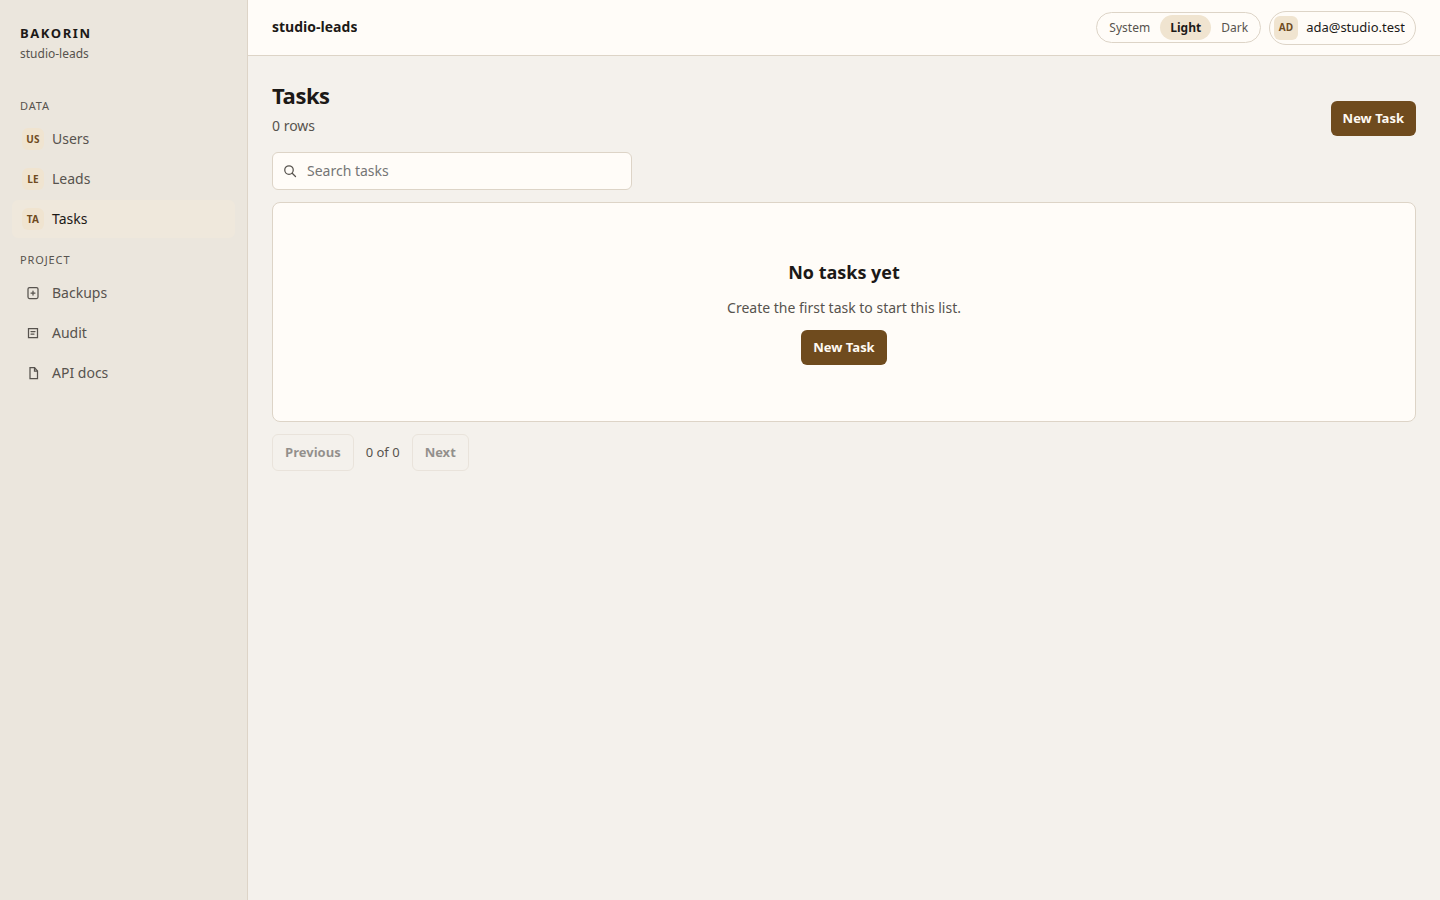 BAKORIN
studio-leads
DATA
US Users
LE Leads
TA Tasks
PROJECT
Backups
Audit
API docs
studio-leads
System Light Dark
AD ada@studio.test
Tasks
0 rows
New Task
Search tasks
No tasks yet
Create the first task to start this list.
New Task
Previous 0 of 0 Next